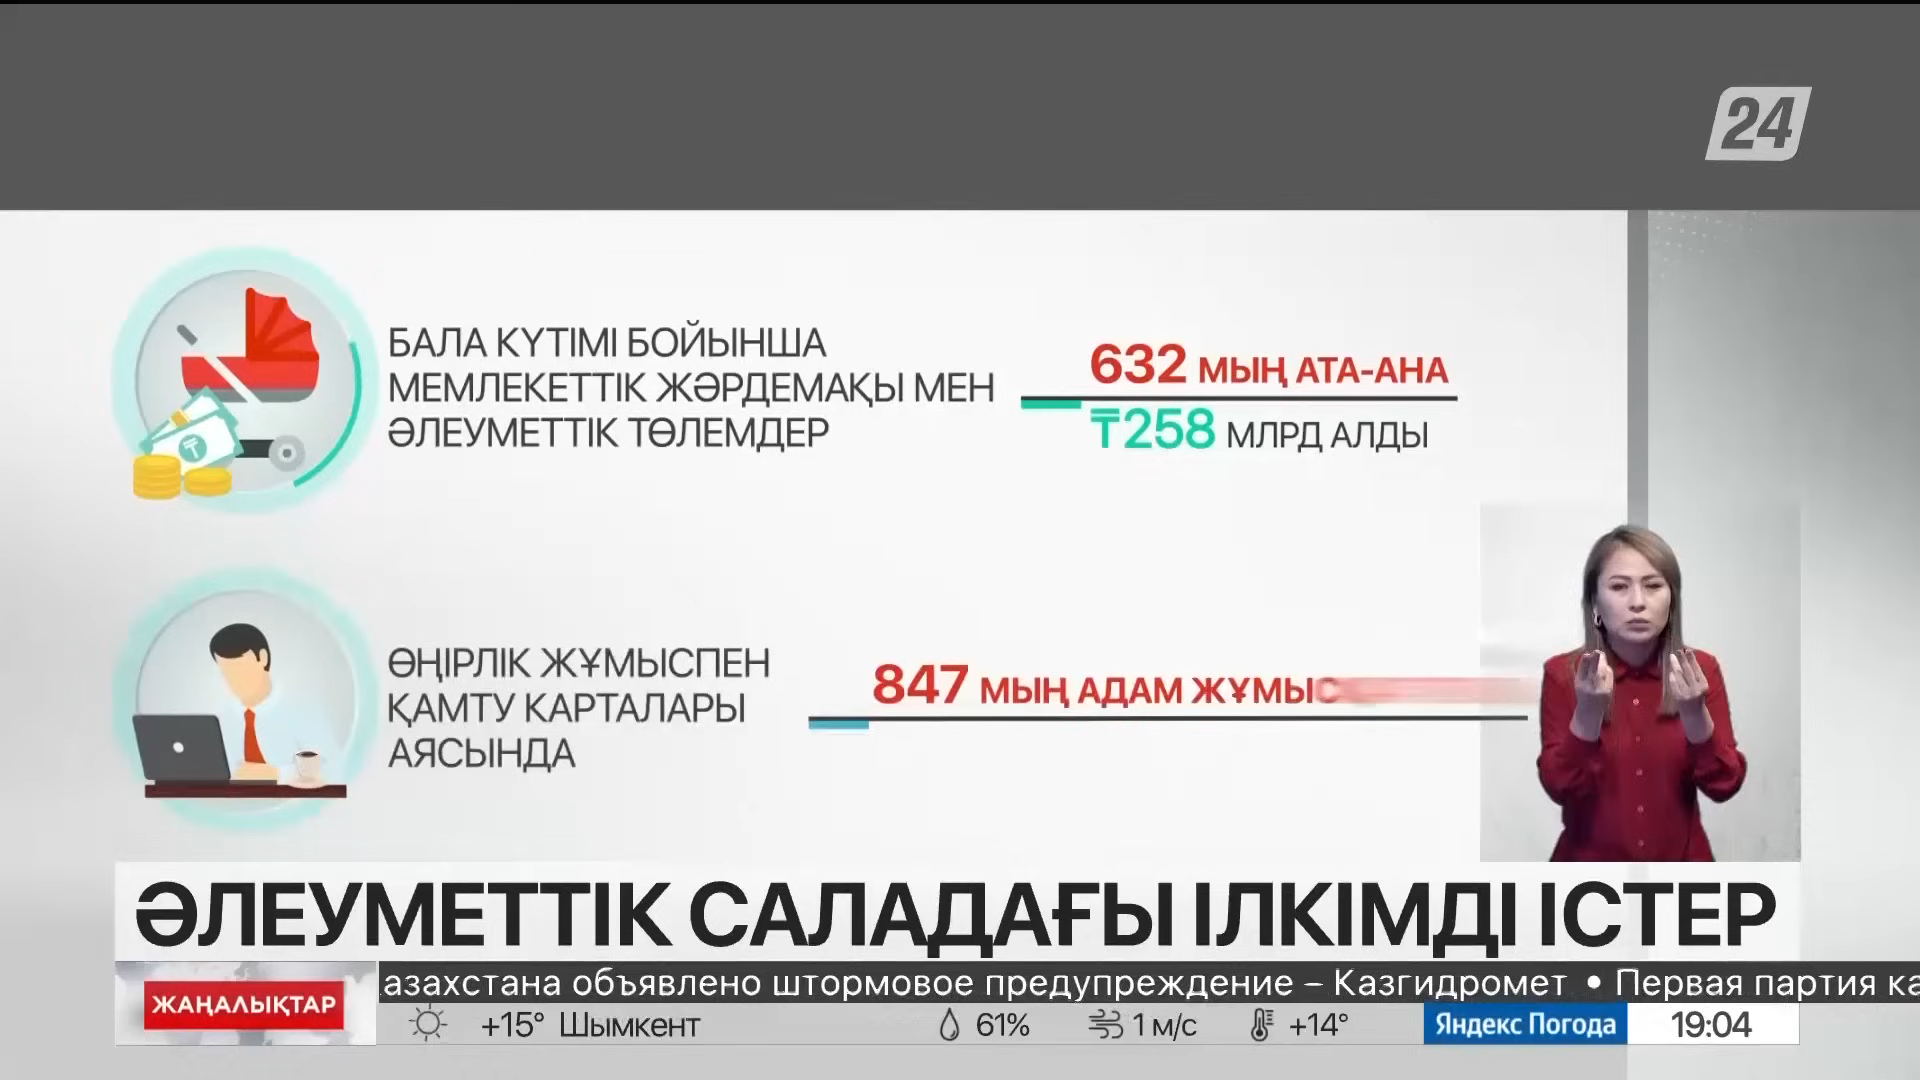 24
БАЛА КҮТІМІ БОЙЫНША
МЕМЛЕКЕТТІК ЖӘРДЕМАҚЫ МЕН
ӘЛЕУМЕТТІК ТӨЛЕМДЕР
632 МЫҢ АТА-АНА
₸258 МЛРД АЛДЫ
ӨҢІРЛІК ЖҰМЫСПЕН
ҚАМТУ КАРТАЛАРЫ
АЯСЫНДА
847 МЫҢ АДАМ ЖҰМЫС
ӘЛЕУМЕТТІК САЛАДАҒЫ ІЛКІМДІ ІСТЕР
ЖАҢАЛЫҚТАР
азахстана объявлено штормовое предупреждение – Казгидромет • Первая партия ка
+15° Шымкент 61% 1 м/с +14° Яндекс Погода 19:04